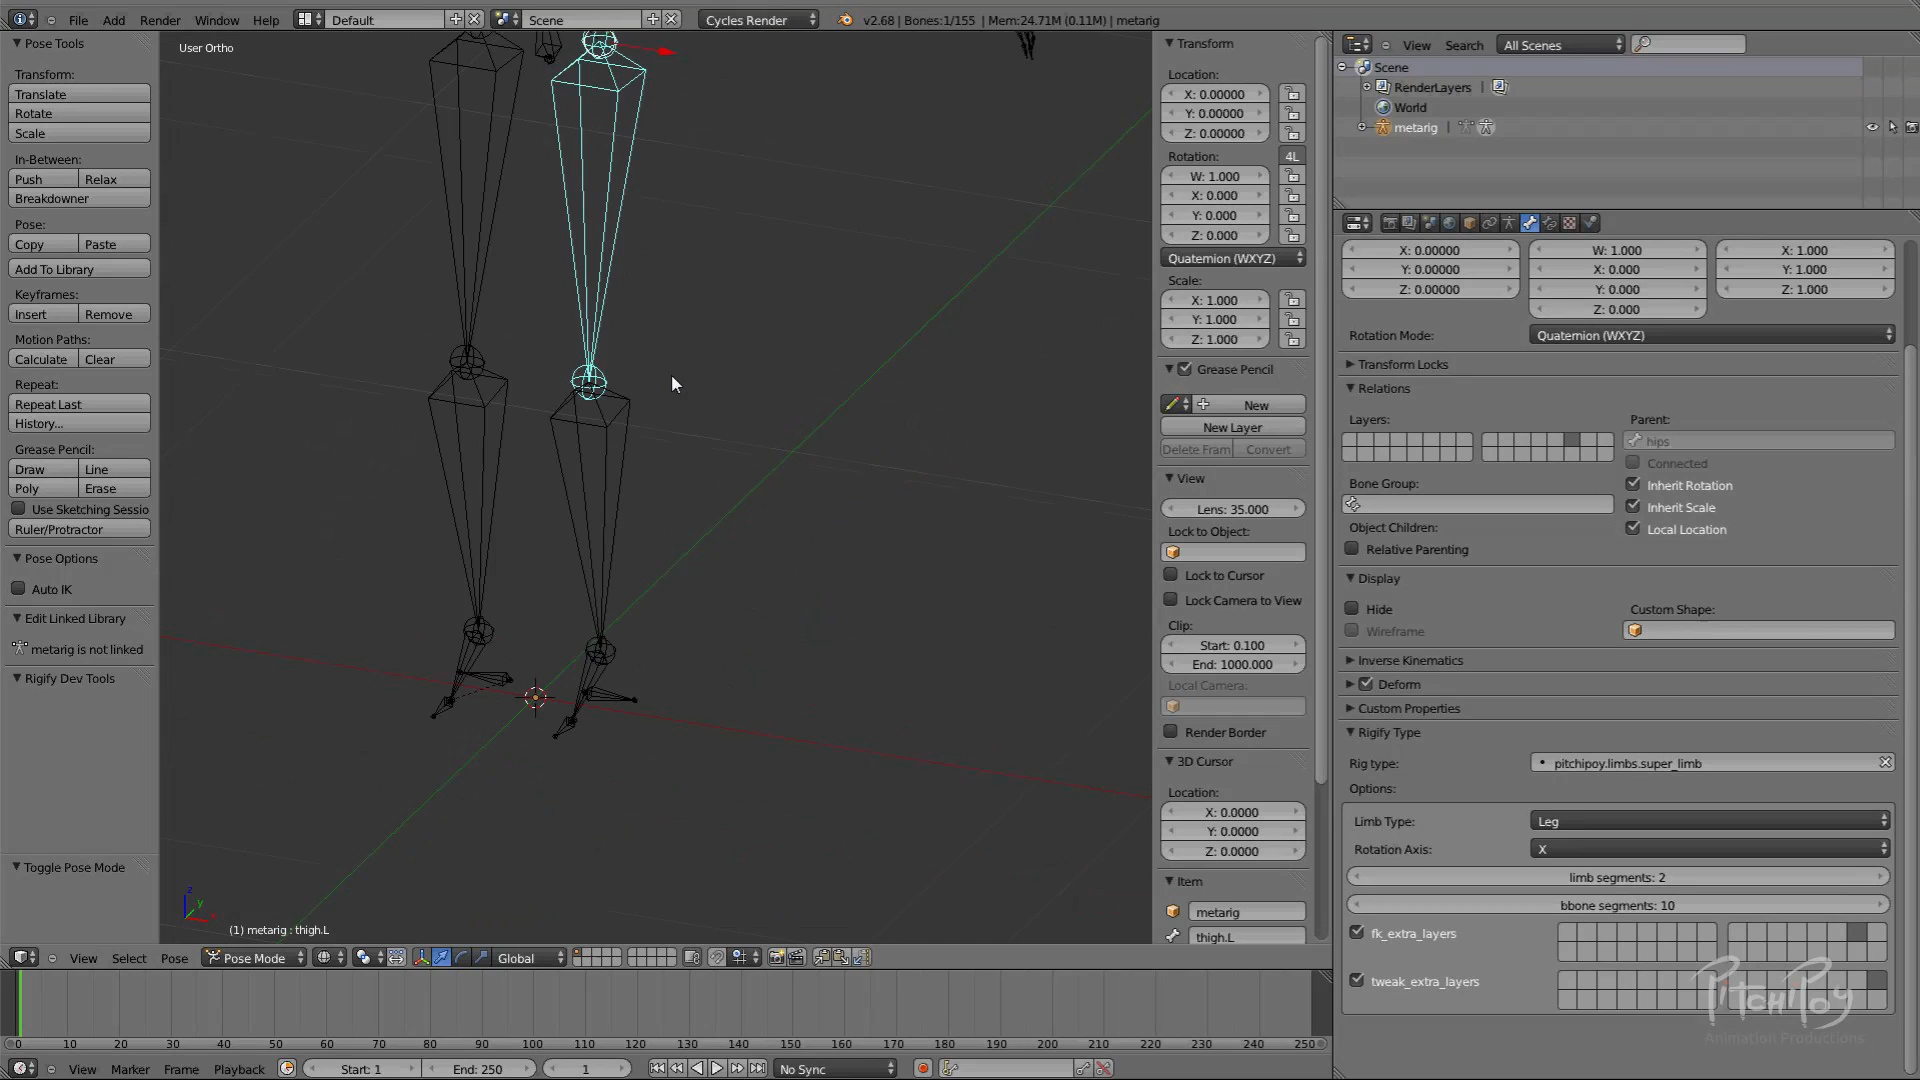 File Add Render Window Help Default Scene Cycles Render v2.68 | Bones:1/155 | Mem:24.71M (0.11M) | metarig
Pose Tools
Transform:
Translate
Rotate
Scale
In-Between:
Push Relax
Breakdowner
Pose:
Copy Paste
Add To Library
Keyframes:
Insert Remove
Motion Paths:
Calculate Clear
Repeat:
Repeat Last
History...
Grease Pencil:
Draw Line
Poly Erase
Use Sketching Sessio
Ruler/Protractor
Pose Options
Auto IK
Edit Linked Library
metarig is not linked
Rigify Dev Tools
Toggle Pose Mode
User Ortho
z
y
x
(1) metarig : thigh.L
Transform
Location:
X: 0.00000
Y: 0.00000
Z: 0.00000
Rotation: 4L
W: 1.000
X: 0.000
Y: 0.000
Z: 0.000
Quaternion (WXYZ)
Scale:
X: 1.000
Y: 1.000
Z: 1.000
Grease Pencil
New
New Layer
Delete Fram Convert
View
Lens: 35.000
Lock to Object:
Lock to Cursor
Lock Camera to View
Clip:
Start: 0.100
End: 1000.000
Local Camera:
Render Border
3D Cursor
Location:
X: 0.0000
Y: 0.0000
Z: 0.0000
Item
metarig
thigh.L
View Search All Scenes
Scene
RenderLayers |
World
metarig |
X: 0.00000 W: 1.000 X: 1.000
Y: 0.00000 X: 0.000 Y: 1.000
Z: 0.00000 Y: 0.000 Z: 1.000
Z: 0.000
Rotation Mode: Quaternion (WXYZ)
Transform Locks
Relations
Layers: Parent:
hips
Connected
Bone Group: Inherit Rotation
Inherit Scale
Object Children: Local Location
Relative Parenting
Display
Hide Custom Shape:
Wireframe
Inverse Kinematics
Deform
Custom Properties
Rigify Type
Rig type: pitchipoy.limbs.super_limb
Options:
Limb Type: Leg
Rotation Axis: X
limb segments: 2
bbone segments: 10
fk_extra_layers
tweak_extra_layers
PitchiPoy
Animation Productions
View Select Pose Pose Mode Global
0 10 20 30 40 50 60 70 80 90 100 110 120 130 140 150 160 170 180 190 200 210 220 230 240 250
View Marker Frame Playback Start: 1 End: 250 1 No Sync